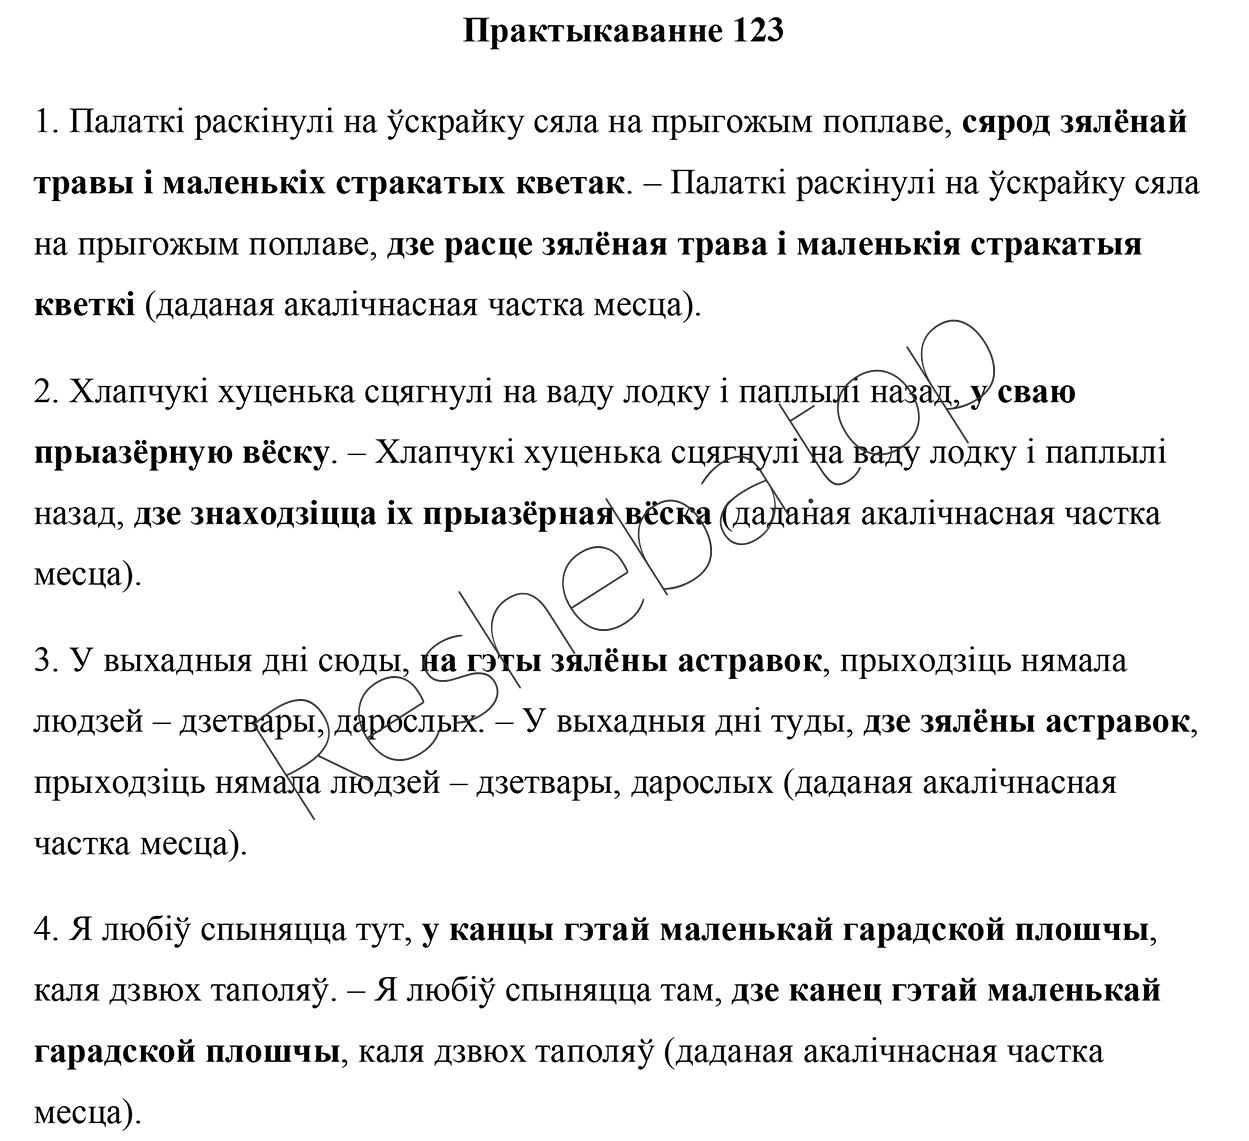 Практыкаванне 123
1. Палаткі раскінулі на ўскрайку сяла на прыгожым поплаве, сярод зялёнай
травы і маленькіх стракатых кветак. – Палаткі раскінулі на ўскрайку сяла
на прыгожым поплаве, дзе расце зялёная трава і маленькія стракатыя
кветкі (даданая акалічнасная частка месца).
2. Хлапчукі хуценька сцягнулі на ваду лодку і паплылі назад, у сваю
прыазёрную вёску. – Хлапчукі хуценька сцягнулі на ваду лодку і паплылі
назад, дзе знаходзіцца іх прыазёрная вёска (даданая акалічнасная частка
месца).
3. У выхадныя дні сюды, на гэты зялёны астравок, прыходзіць нямала
людзей – дзетвары, дарослых. – У выхадныя дні туды, дзе зялёны астравок,
прыходзіць нямала людзей – дзетвары, дарослых (даданая акалічнасная
частка месца).
4. Я любіў спыняцца тут, у канцы гэтай маленькай гарадской плошчы,
каля дзвюх таполяў. – Я любіў спыняцца там, дзе канец гэтай маленькай
гарадской плошчы, каля дзвюх таполяў (даданая акалічнасная частка
месца).
Resheba.top